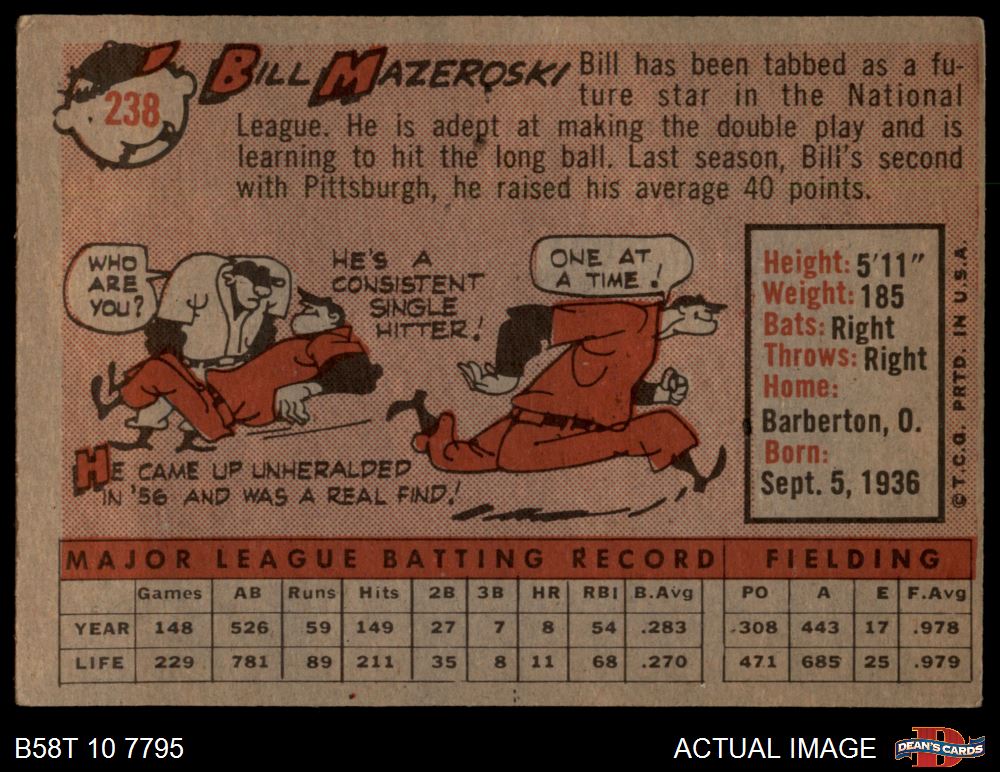 238
BILL MAZEROSKI
Bill has been tabbed as a fu-
ture star in the National
League. He is adept at making the double play and is
learning to hit the long ball. Last season, Bill's second
with Pittsburgh, he raised his average 40 points.
WHO
ARE
YOU?
HE'S A
CONSISTENT
SINGLE
HITTER!
ONE AT
A TIME!
HE CAME UP UNHERALDED
IN '56 AND WAS A REAL FIND!
Height: 5'11"
Weight: 185
Bats: Right
Throws: Right
Home:
Barberton, O.
Born:
Sept. 5, 1936
© T.C.G. PRTD. IN U.S.A.
MAJOR LEAGUE BATTING RECORD FIELDING
Games AB Runs Hits 2B 3B HR RBI B.Avg PO A E F.Avg
YEAR 148 526 59 149 27 7 8 54 .283 308 443 17 .978
LIFE 229 781 89 211 35 8 11 68 .270 471 685 25 .979
B58T 10 7795
ACTUAL IMAGE
D
DEAN'S CARDS